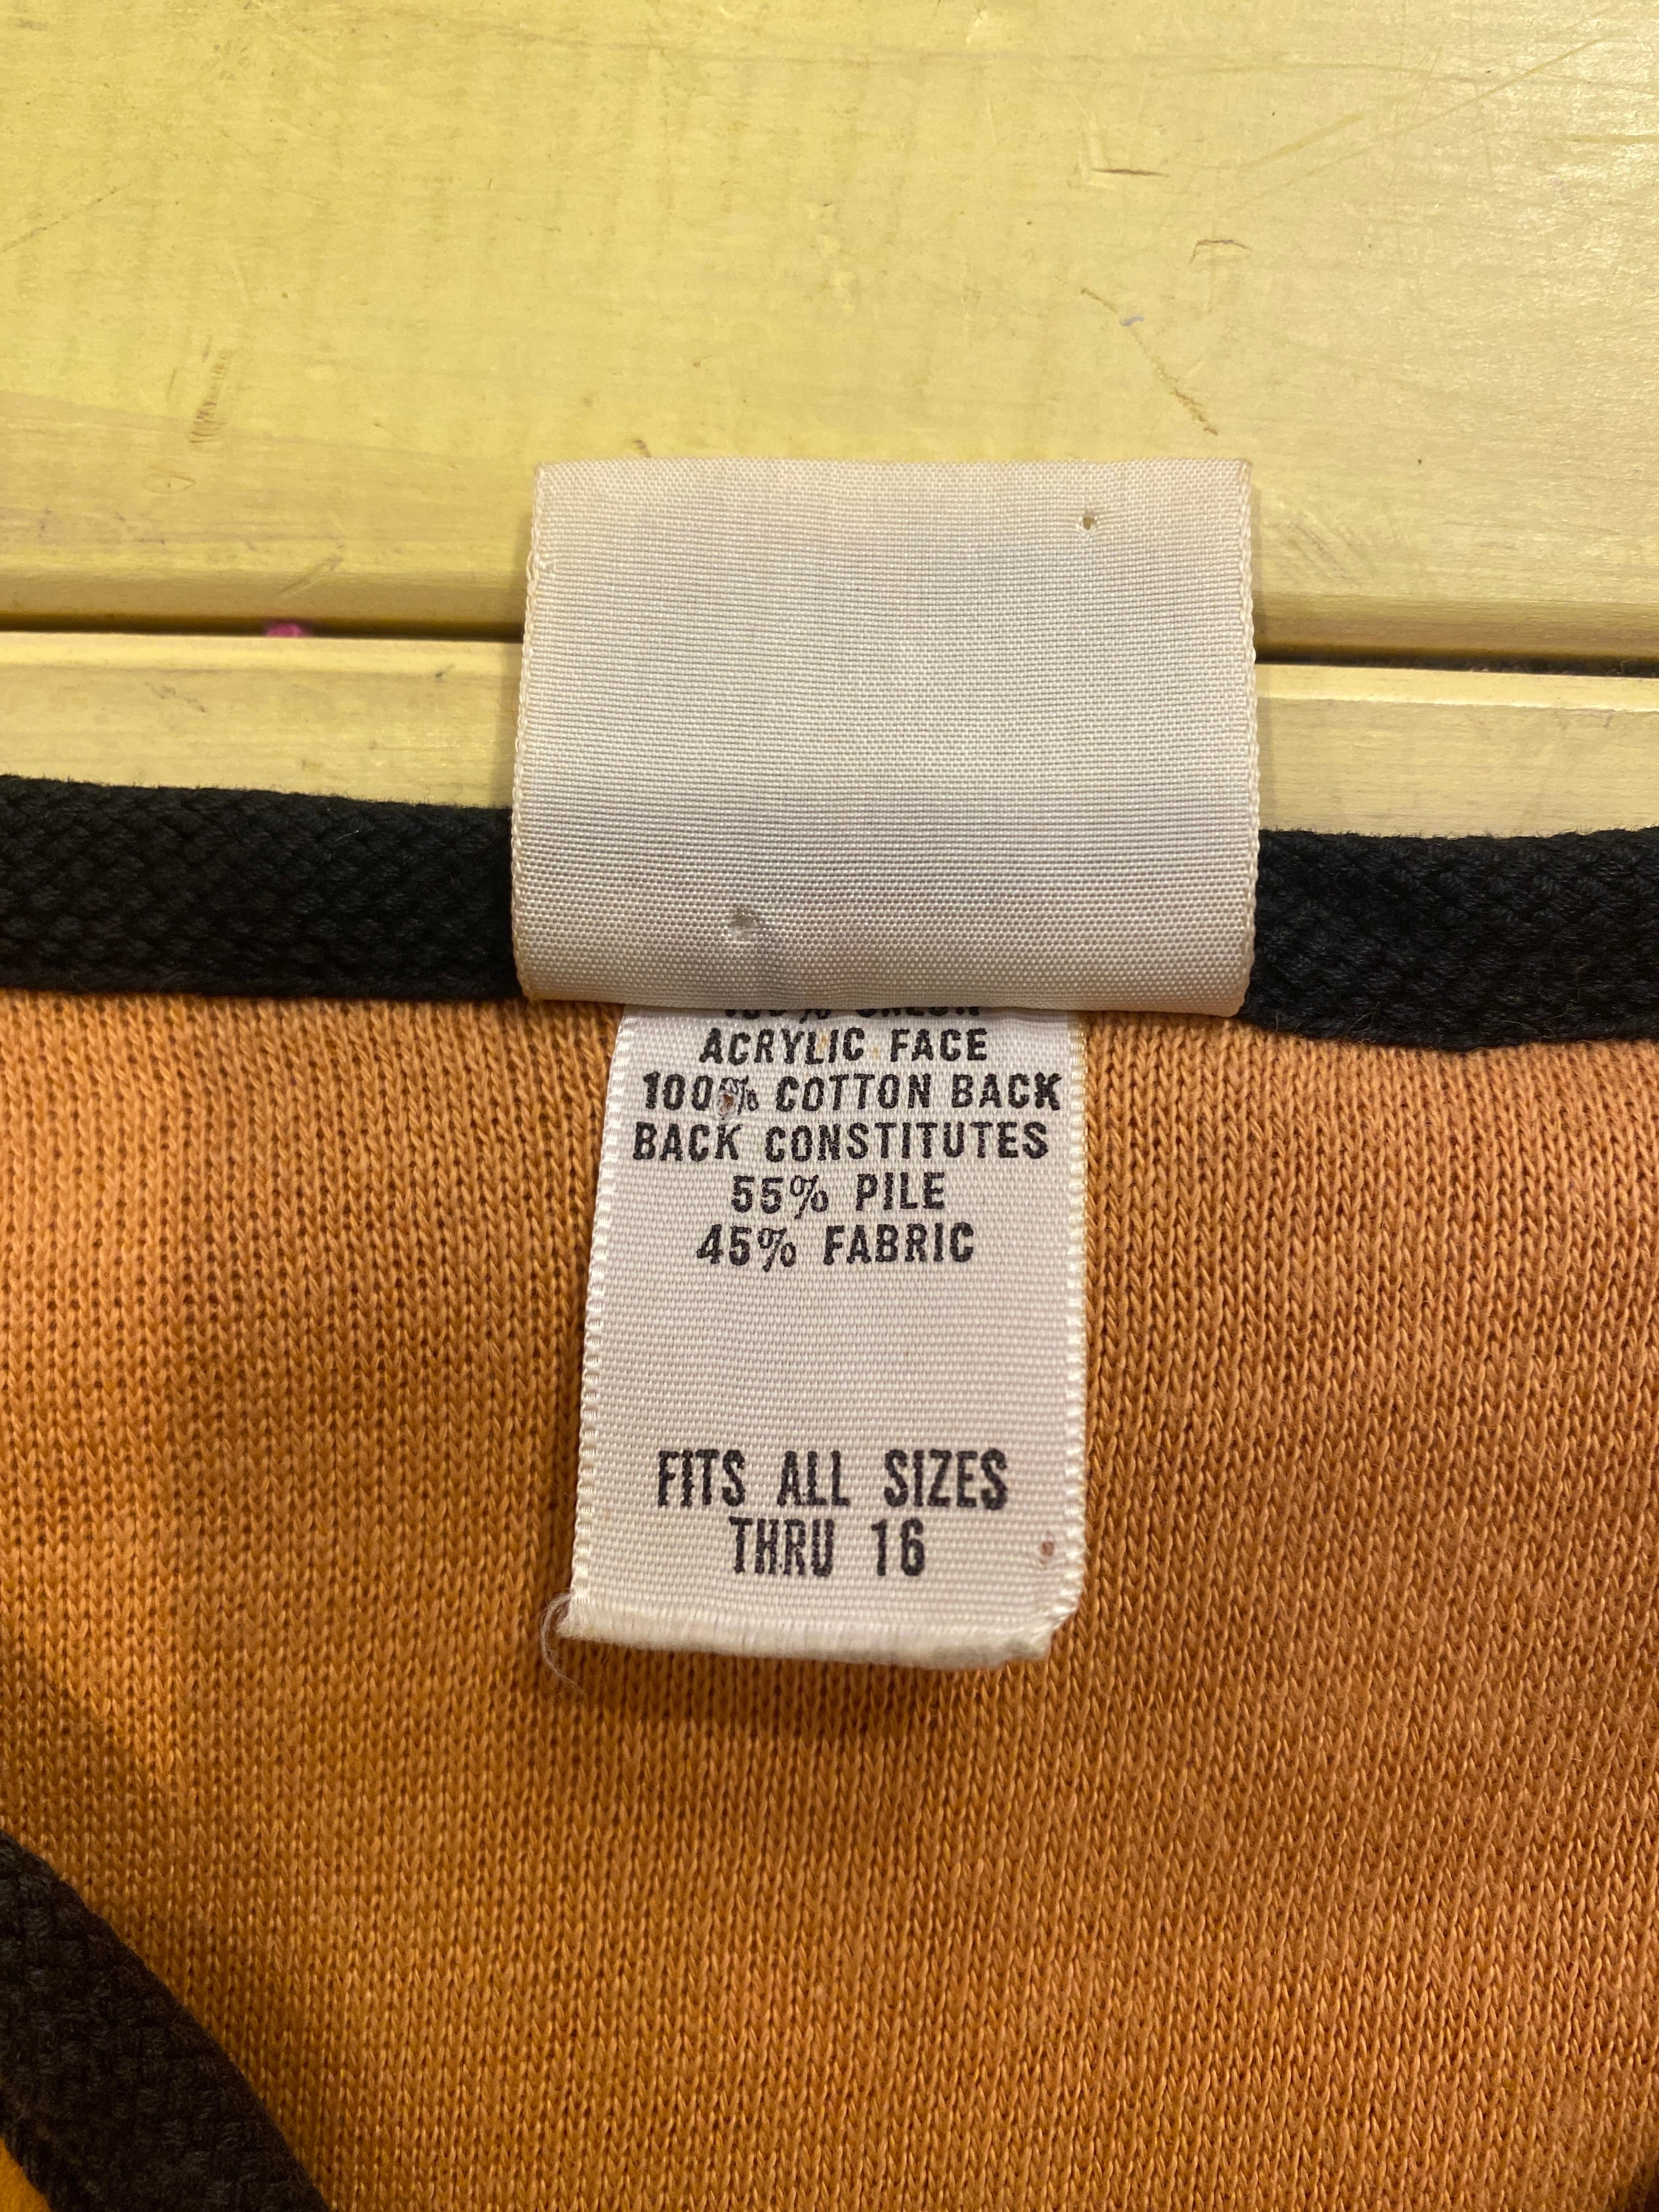 ACRYLIC FACE
100% COTTON BACK
BACK CONSTITUTES
55% PILE
45% FABRIC
FITS ALL SIZES
THRU 16